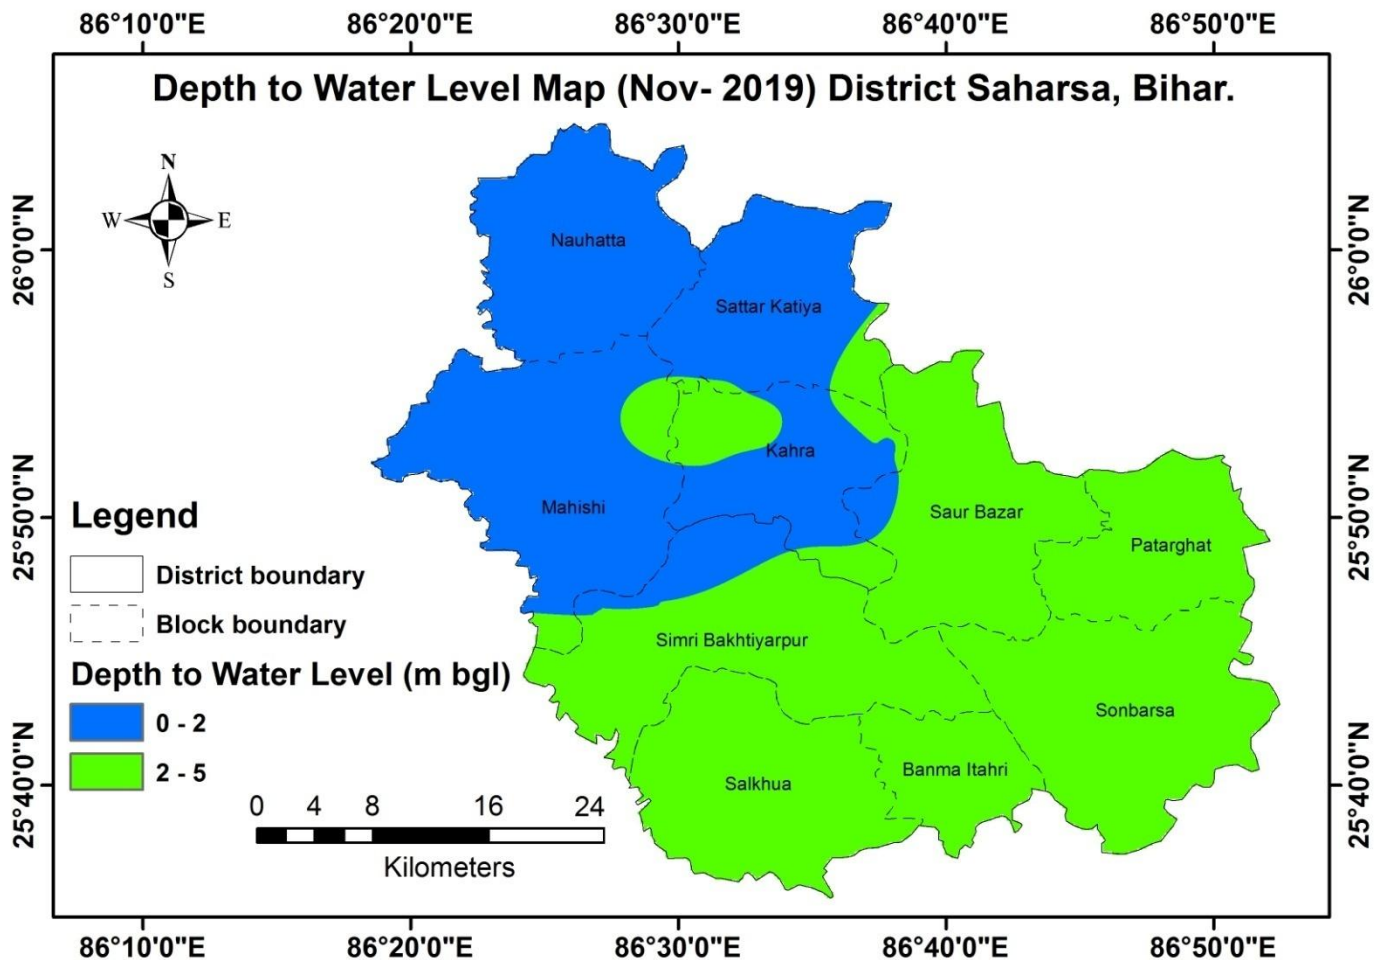 86°10'0"E 86°20'0"E 86°30'0"E 86°40'0"E 86°50'0"E
Depth to Water Level Map (Nov- 2019) District Saharsa, Bihar.
N
W E
S
26°0'0"N 26°0'0"N
Nauhatta
Sattar Katiya
Kahra
Mahishi
Saur Bazar
Patarghat
25°50'0"N 25°50'0"N
Legend
District boundary
Block boundary
Simri Bakhtiyarpur
Depth to Water Level (m bgl)
0 - 2
2 - 5
Sonbarsa
Banma Itahri
Salkhua
25°40'0"N 25°40'0"N
0 4 8 16 24
Kilometers
86°10'0"E 86°20'0"E 86°30'0"E 86°40'0"E 86°50'0"E